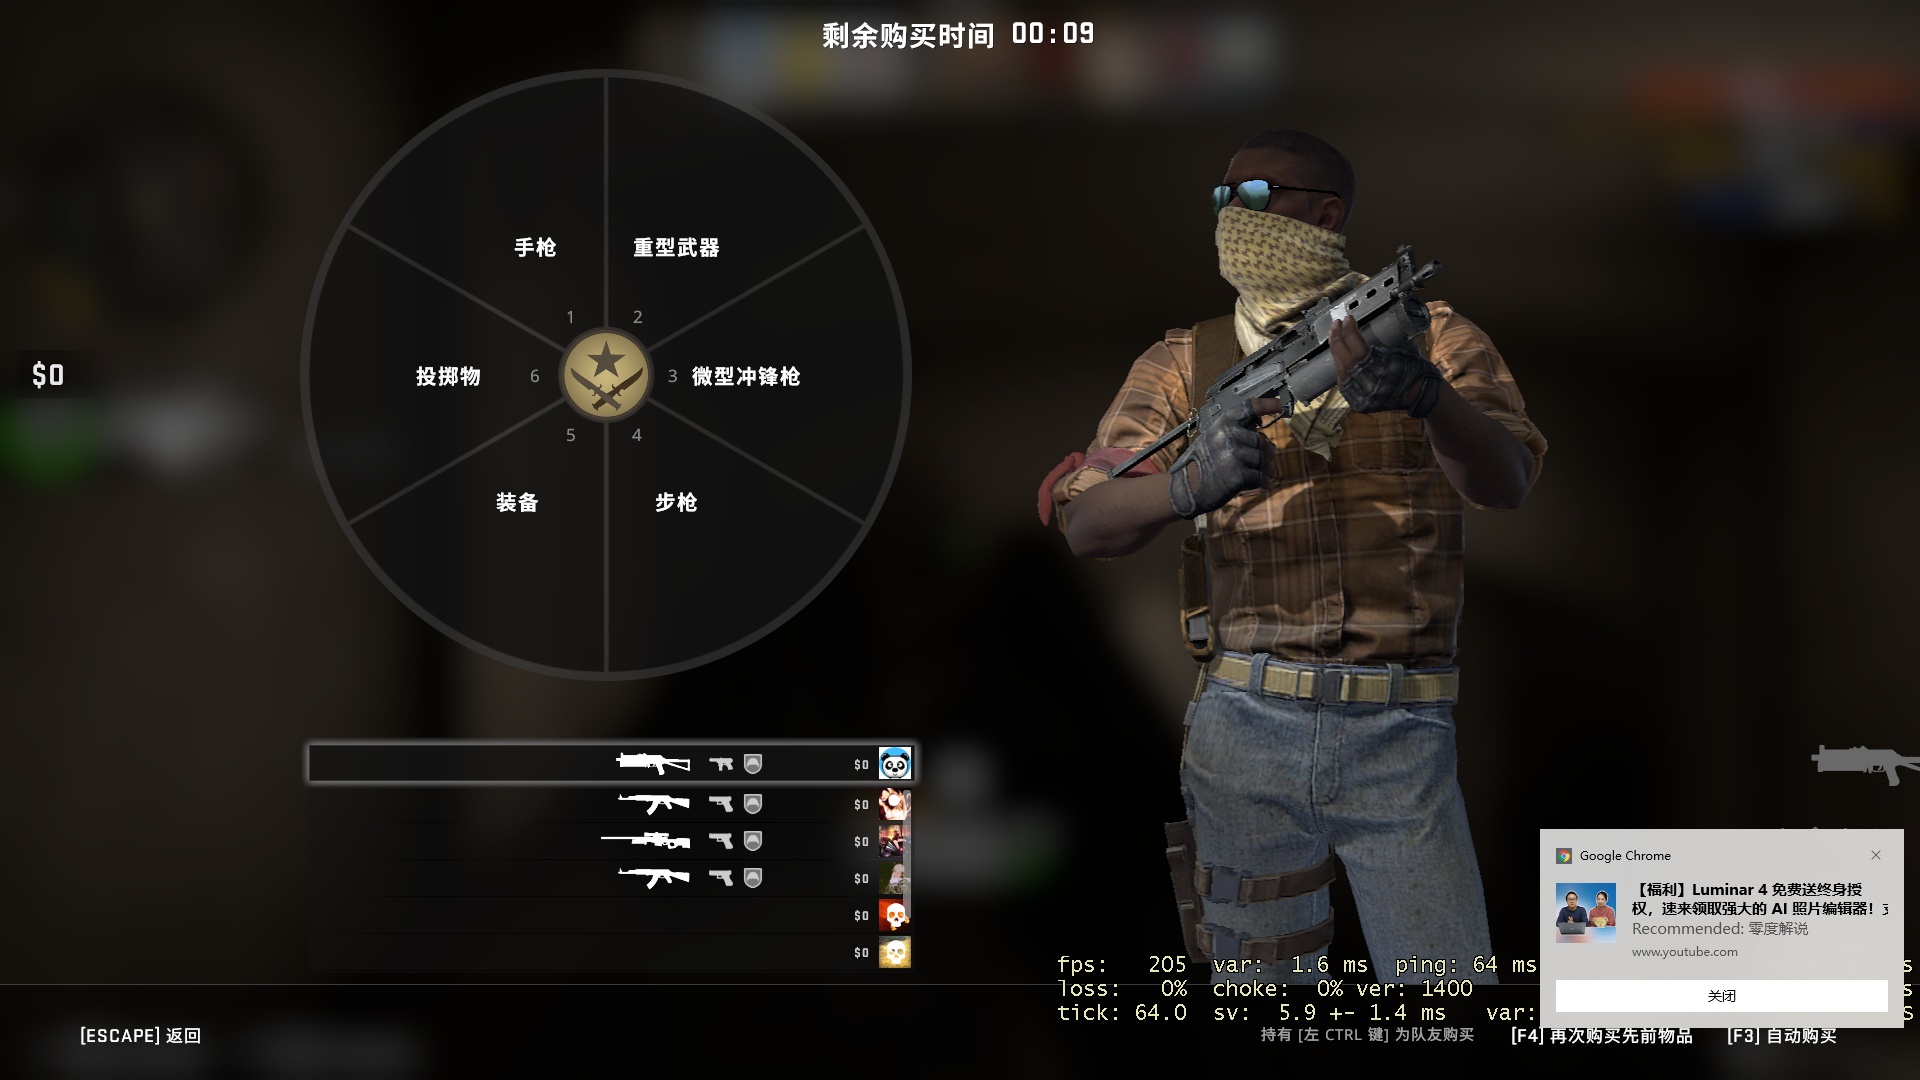 剩余购买时间 00:09
手枪
重型武器
1
2
$0
投掷物
6
3
微型冲锋枪
5
4
装备
步枪
$0
$0
$0
$0
$0
$0
Google Chrome
【福利】Luminar 4 免费送终身授
权，速来领取强大的 AI 照片编辑器！
Recommended: 零度解说
www.youtube.com
关闭
fps: 205 var: 1.6 ms ping: 64 ms
loss: 0% choke: 0% ver: 1400
tick: 64.0 sv: 5.9 +- 1.4 ms var:
[ESCAPE] 返回
持有 [左 CTRL 键] 为队友购买
[F4] 再次购买先前物品
[F3] 自动购买